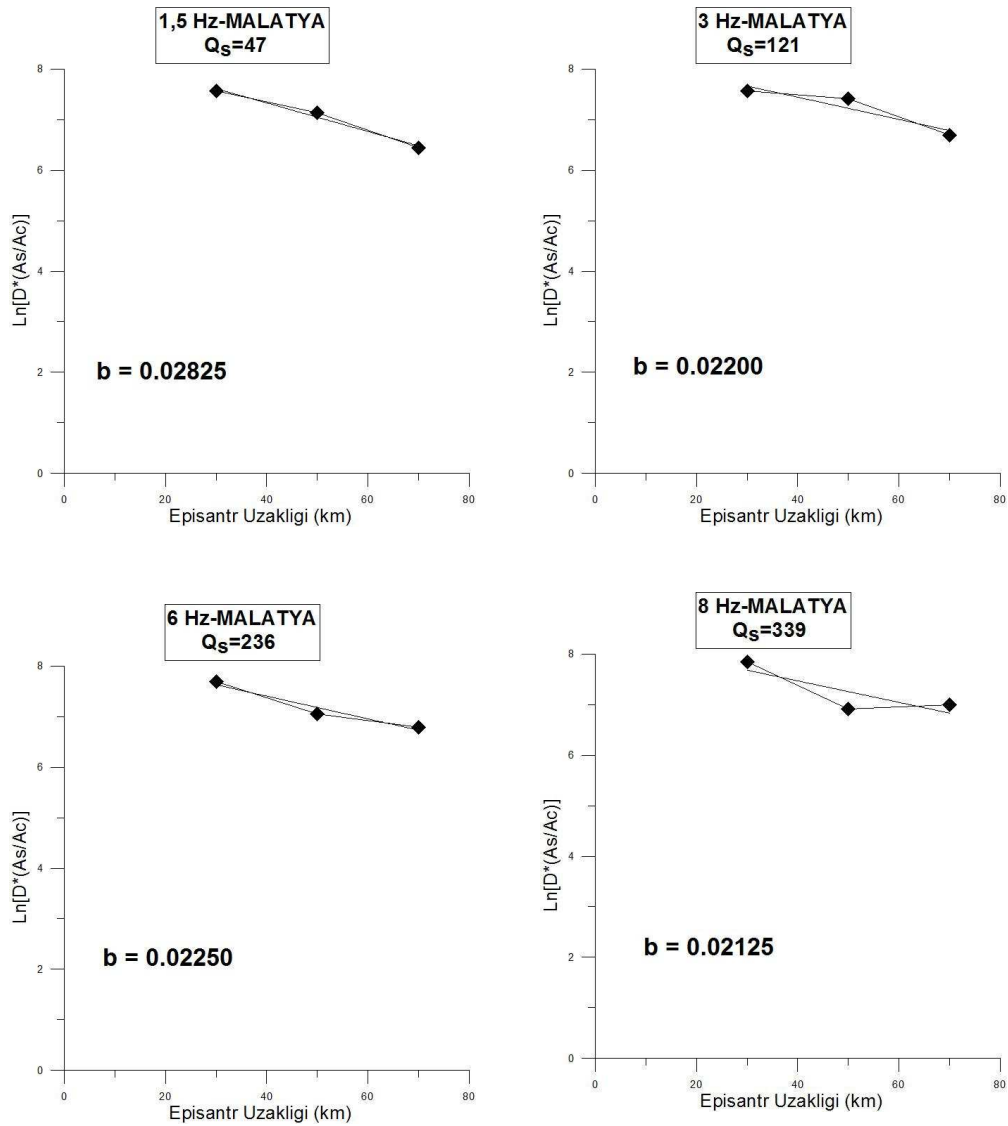 1,5 Hz-MALATYA
Qs=47
8
6
4
2
0
Ln[D*(As/Ac)]
b = 0.02825
0 20 40 60 80
Episantr Uzakligi (km)
3 Hz-MALATYA
Qs=121
8
6
4
2
0
Ln[D*(As/Ac)]
b = 0.02200
0 20 40 60 80
Episantr Uzakligi (km)
6 Hz-MALATYA
Qs=236
8
6
4
2
0
Ln[D*(As/Ac)]
b = 0.02250
0 20 40 60 80
Episantr Uzakligi (km)
8 Hz-MALATYA
Qs=339
8
6
4
2
0
Ln[D*(As/Ac)]
b = 0.02125
0 20 40 60 80
Episantr Uzakligi (km)